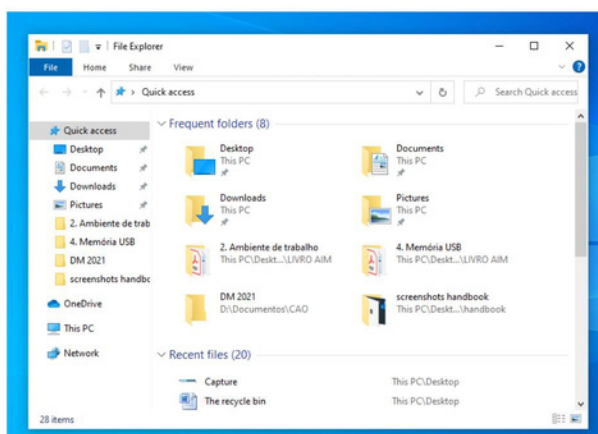 File Explorer
File Home Share View
Quick access Search Quick access
Quick access
Desktop
Documents
Downloads
Pictures
2. Ambiente de trab
4. Memória USB
DM 2021
screenshots handbc
OneDrive
This PC
Network
Frequent folders (8)
Desktop
This PC
Documents
This PC
Downloads
This PC
Pictures
This PC
2. Ambiente de trabalho
This PC\Deskt...\LIVRO AIM
4. Memória USB
This PC\Deskt...\LIVRO AIM
DM 2021
D:\Documentos\CAO
screenshots handbook
This PC\Deskt...\handbook
Recent files (20)
Capture This PC\Desktop
The recycle bin This PC\Desktop
28 items